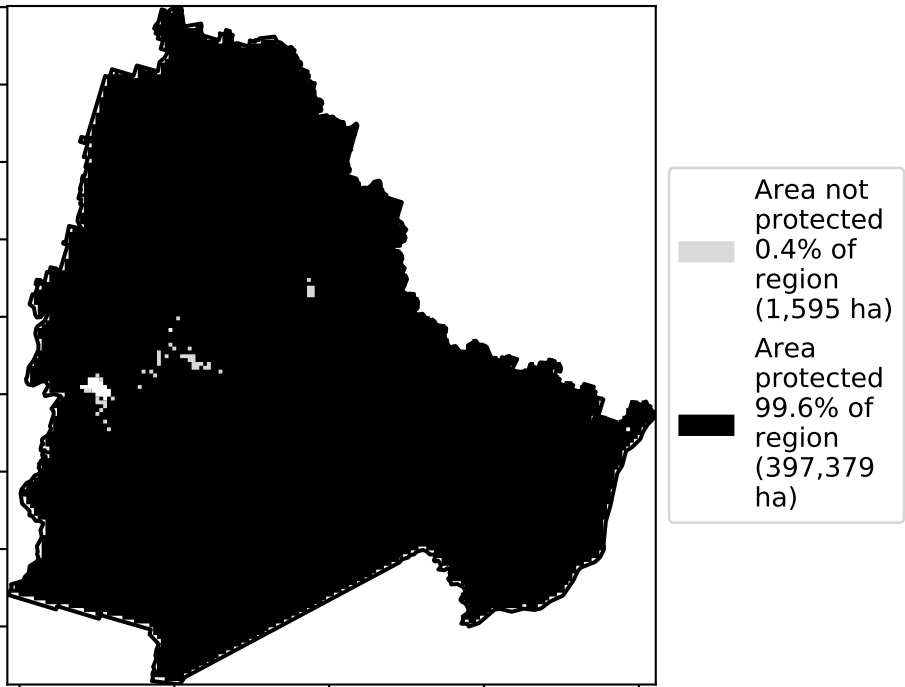 Area not
protected
0.4% of
region
(1,595 ha)
Area
protected
99.6% of
region
(397,379
ha)